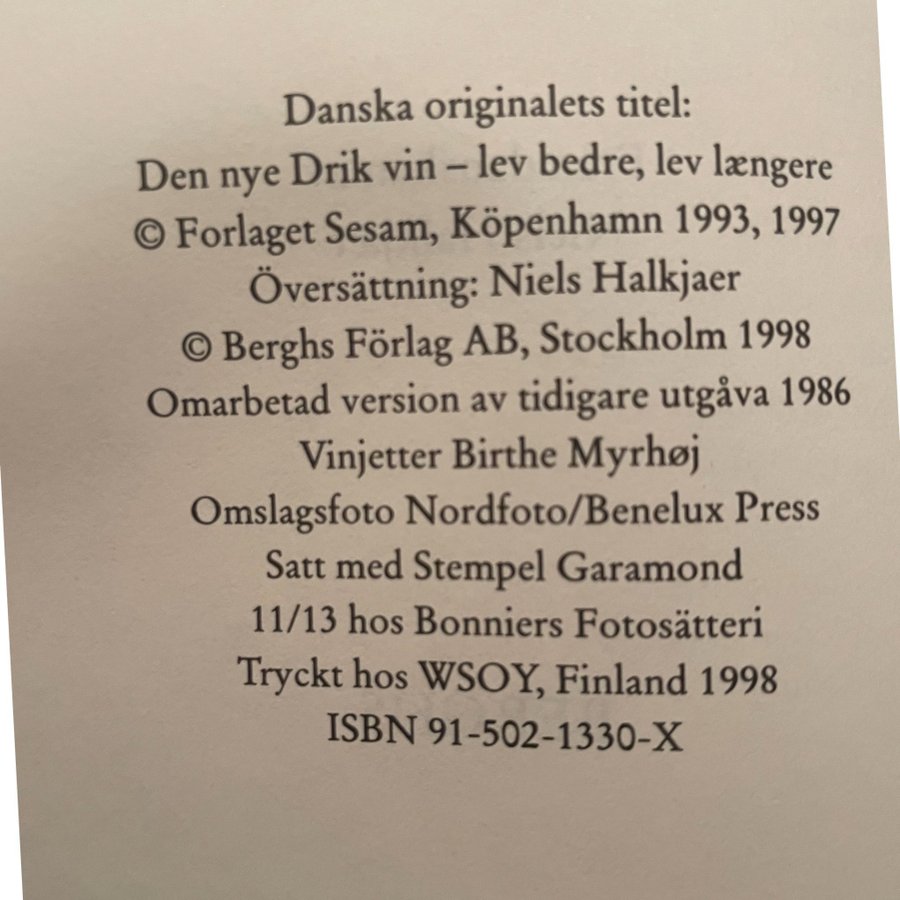 Danska originalets titel:
Den nye Drik vin – lev bedre, lev længere
© Forlaget Sesam, Köpenhamn 1993, 1997
Översättning: Niels Halkjaer
© Berghs Förlag AB, Stockholm 1998
Omarbetad version av tidigare utgåva 1986
Vinjetter Birthe Myrhøj
Omslagsfoto Nordfoto/Benelux Press
Satt med Stempel Garamond
11/13 hos Bonniers Fotosätteri
Tryckt hos WSOY, Finland 1998
ISBN 91-502-1330-X